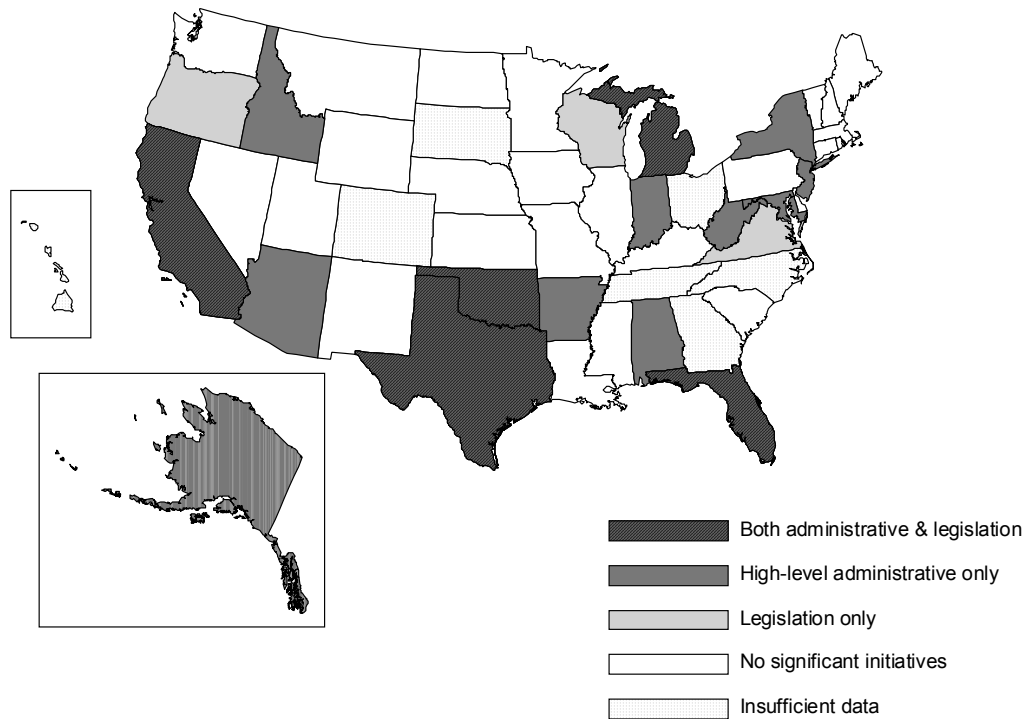 Both administrative & legislation
High-level administrative only
Legislation only
No significant initiatives
Insufficient data